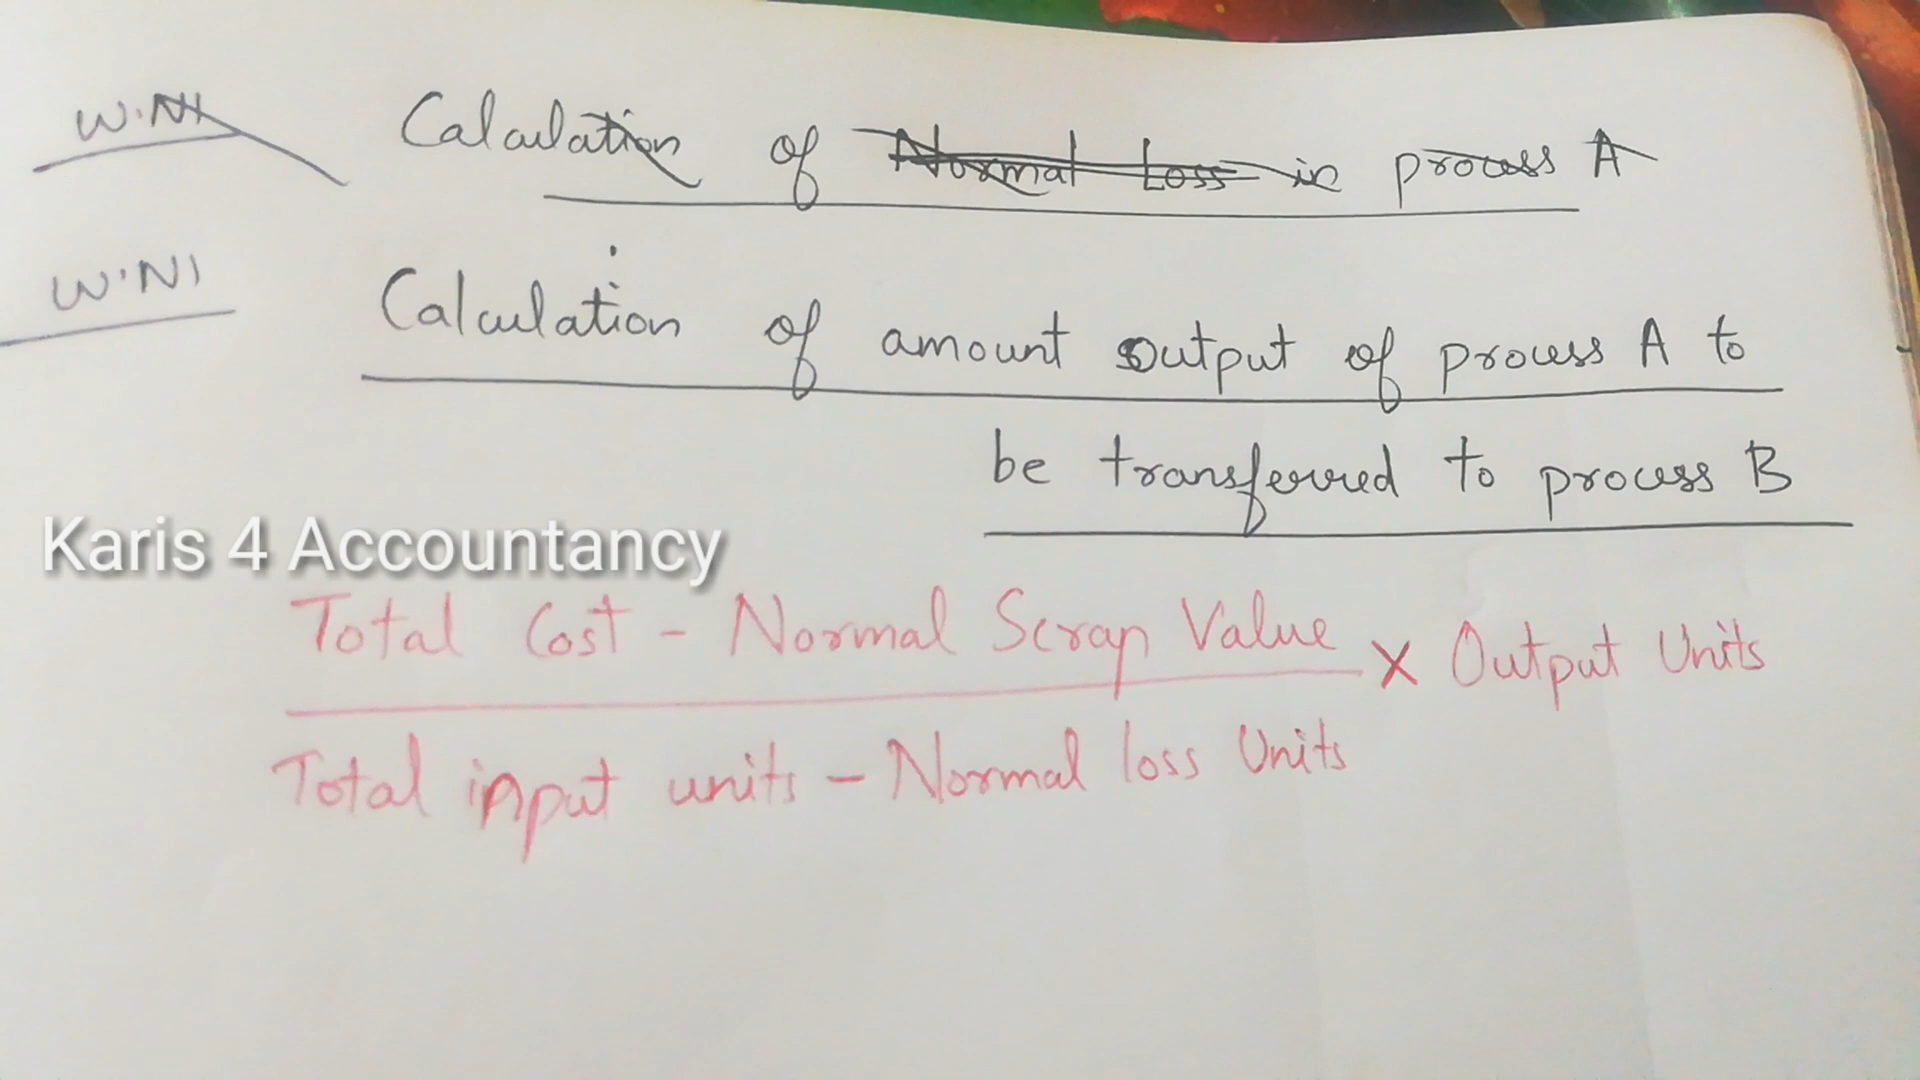 W.N1 Calculation of Normal Loss in process A
W.N1 Calculation of amount output of process A to
be transferred to process B
Karis 4 Accountancy
Total Cost - Normal Scrap Value × Output Units
Total input units - Normal loss Units